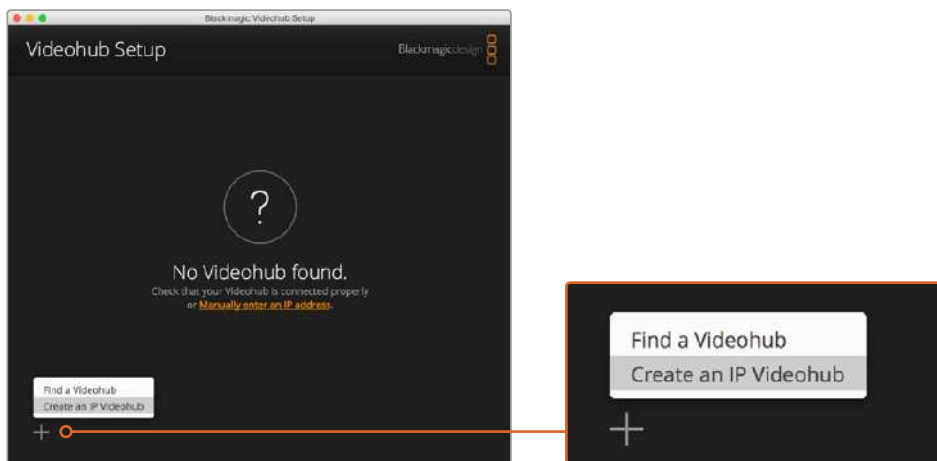 Blackmagic Videohub Setup
Videohub Setup
Blackmagicdesign
?
No Videohub found.
Check that your Videohub is connected properly
or Manually enter an IP address.
Find a Videohub
Create an IP Videohub
Find a Videohub
Create an IP Videohub